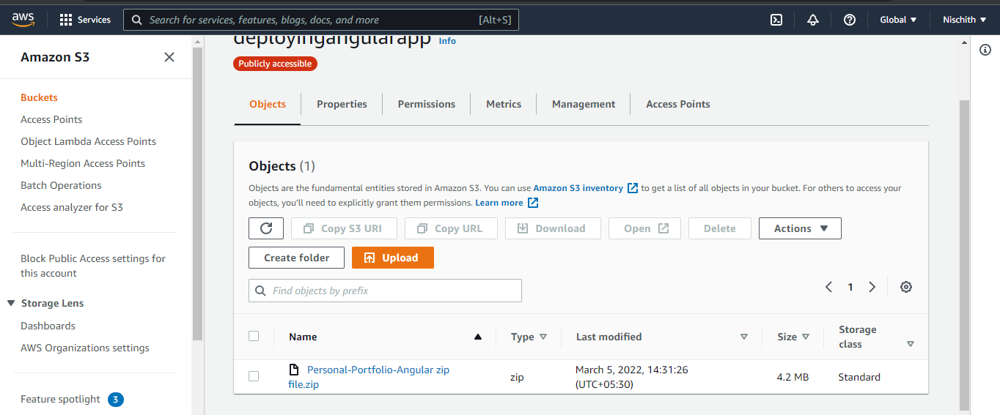 aws
Services
Search for services, features, blogs, docs, and more
[Alt+S]
Global
Nischith
Amazon S3
Buckets
Access Points
Object Lambda Access Points
Multi-Region Access Points
Batch Operations
Access analyzer for S3
Block Public Access settings for
this account
Storage Lens
Dashboards
AWS Organizations settings
Feature spotlight
3
deployingangularapp
Info
Publicly accessible
Objects
Properties
Permissions
Metrics
Management
Access Points
Objects (1)
Objects are the fundamental entities stored in Amazon S3. You can use Amazon S3 inventory to get a list of all objects in your bucket. For others to access your
objects, you'll need to explicitly grant them permissions. Learn more
Copy S3 URI
Copy URL
Download
Open
Delete
Actions
Create folder
Upload
Find objects by prefix
1
Name
Type
Last modified
Size
Storage
class
Personal-Portfolio-Angular zip
file.zip
zip
March 5, 2022, 14:31:26
(UTC+05:30)
4.2 MB
Standard